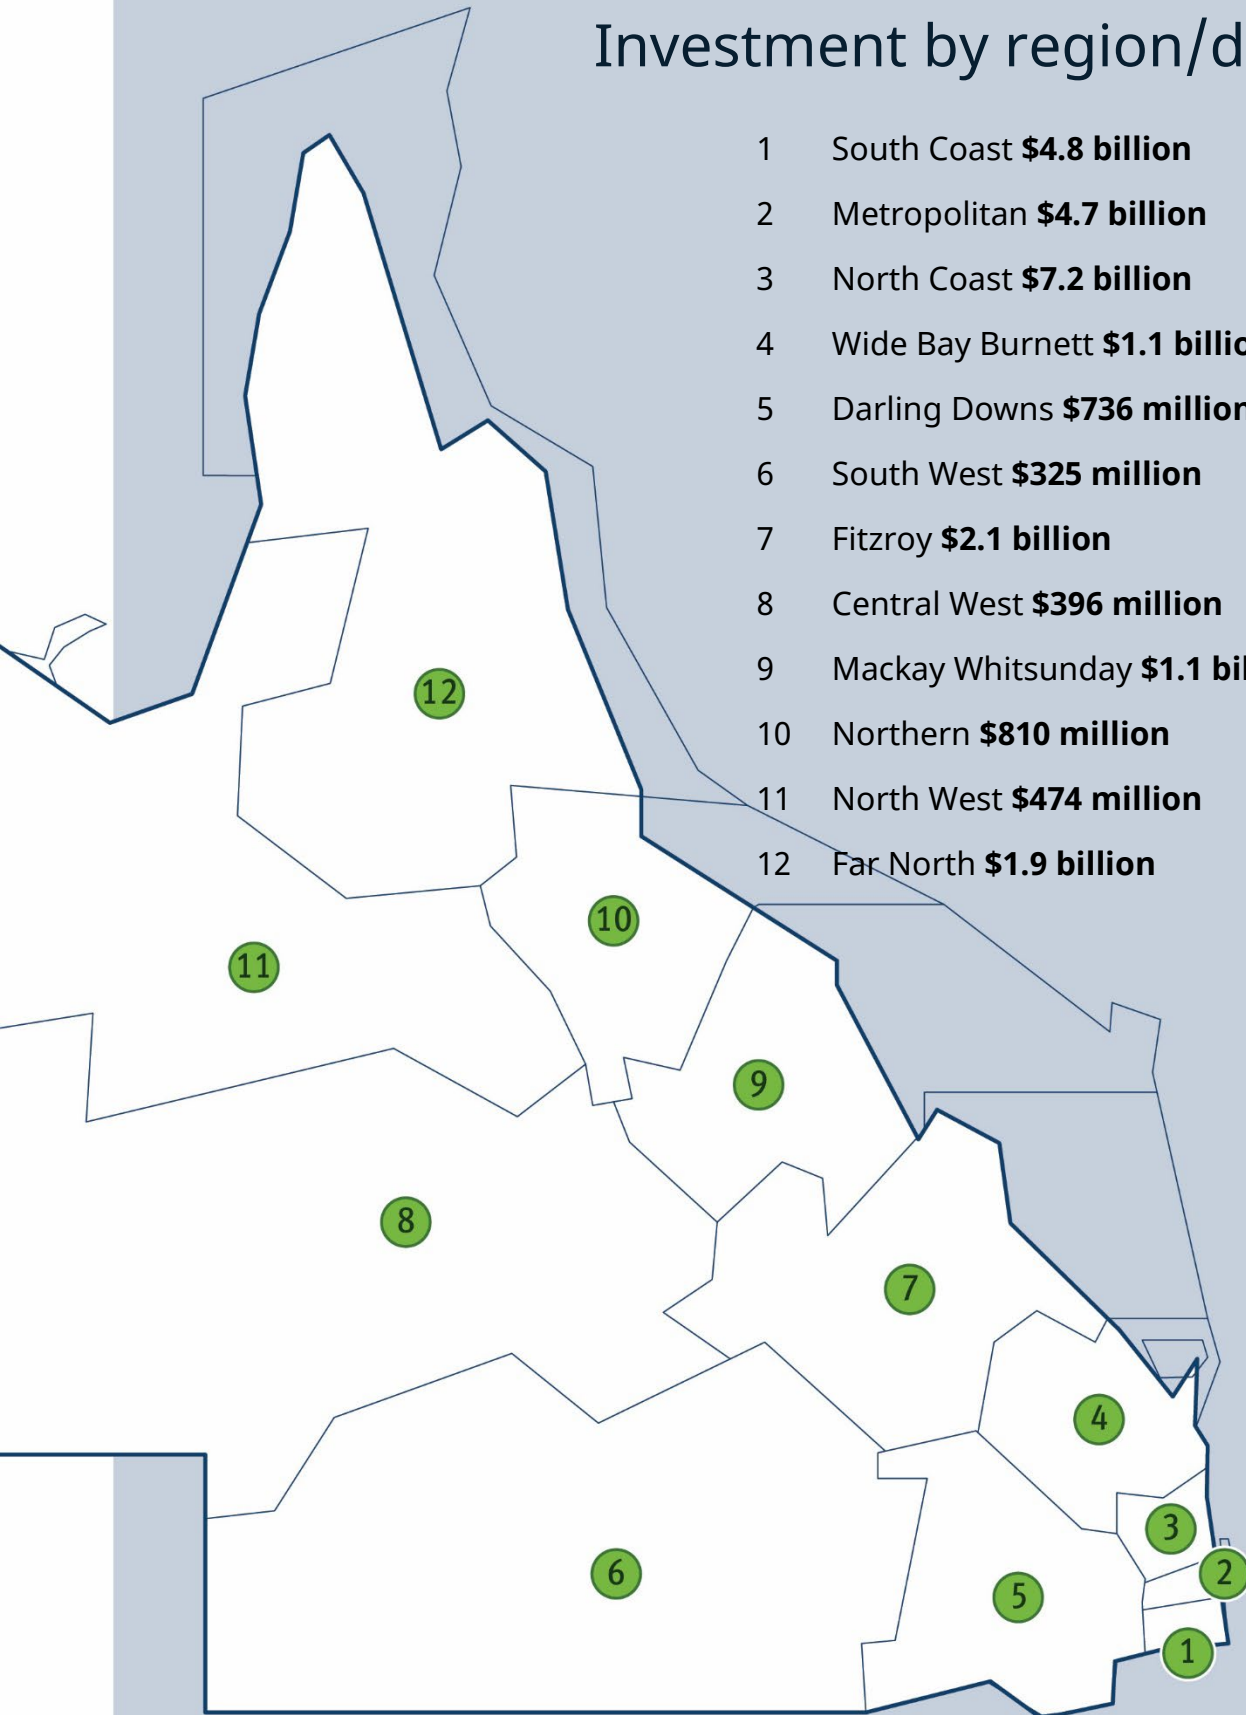 Investment by region/d
1 South Coast $4.8 billion
2 Metropolitan $4.7 billion
3 North Coast $7.2 billion
4 Wide Bay Burnett $1.1 billio
5 Darling Downs $736 million
6 South West $325 million
7 Fitzroy $2.1 billion
8 Central West $396 million
9 Mackay Whitsunday $1.1 bil
10 Northern $810 million
11 North West $474 million
12 Far North $1.9 billion
12
10
11
9
8
7
4
3
2
6
5
1